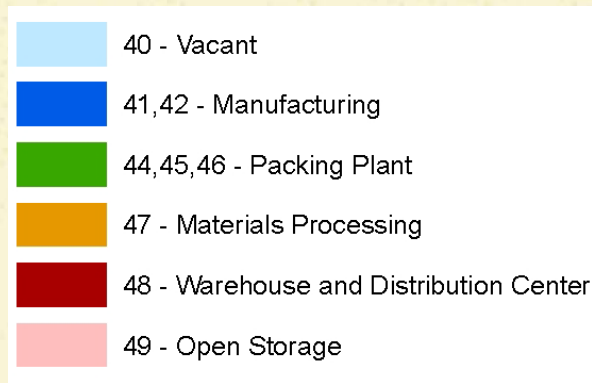 40 - Vacant
41,42 - Manufacturing
44,45,46 - Packing Plant
47 - Materials Processing
48 - Warehouse and Distribution Center
49 - Open Storage